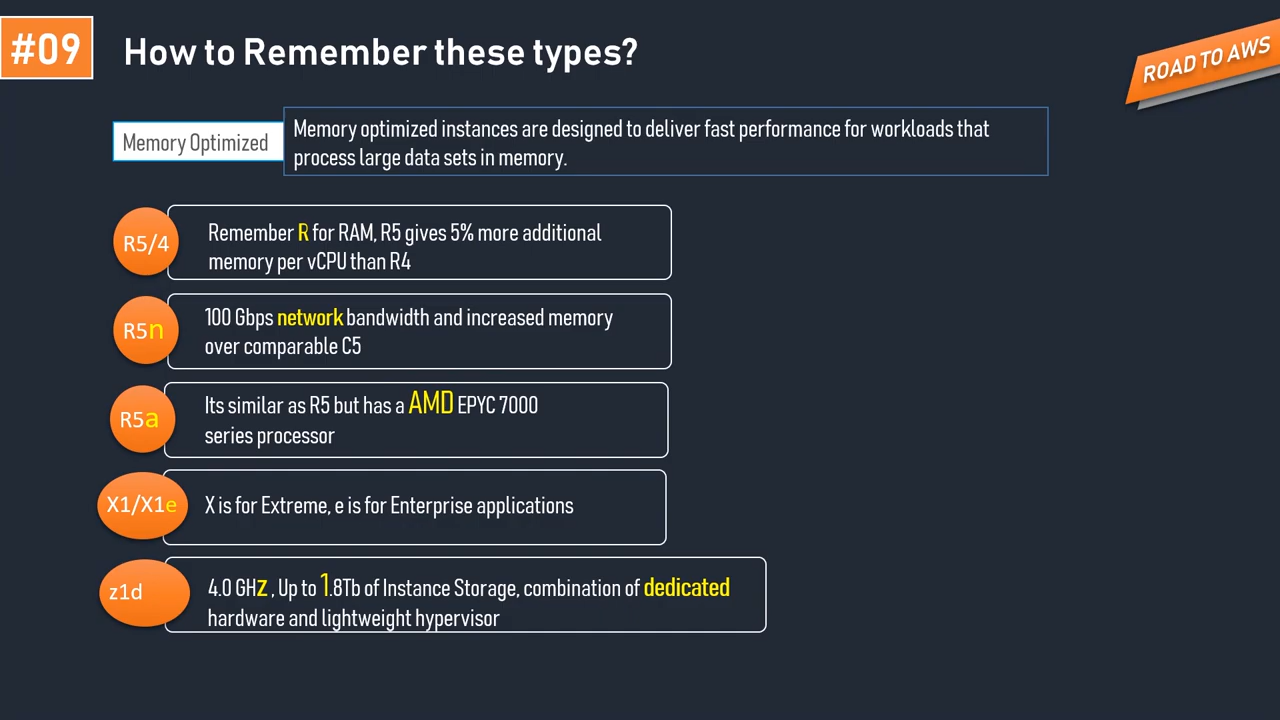 #09
How to Remember these types?
ROAD TO AWS
Memory Optimized
Memory optimized instances are designed to deliver fast performance for workloads that
process large data sets in memory.
R5/4
Remember R for RAM, R5 gives 5% more additional
memory per vCPU than R4
R5n
100 Gbps network bandwidth and increased memory
over comparable C5
R5a
Its similar as R5 but has a AMD EPYC 7000
series processor
X1/X1e
X is for Extreme, e is for Enterprise applications
z1d
4.0 GHz , Up to 1.8Tb of Instance Storage, combination of dedicated
hardware and lightweight hypervisor